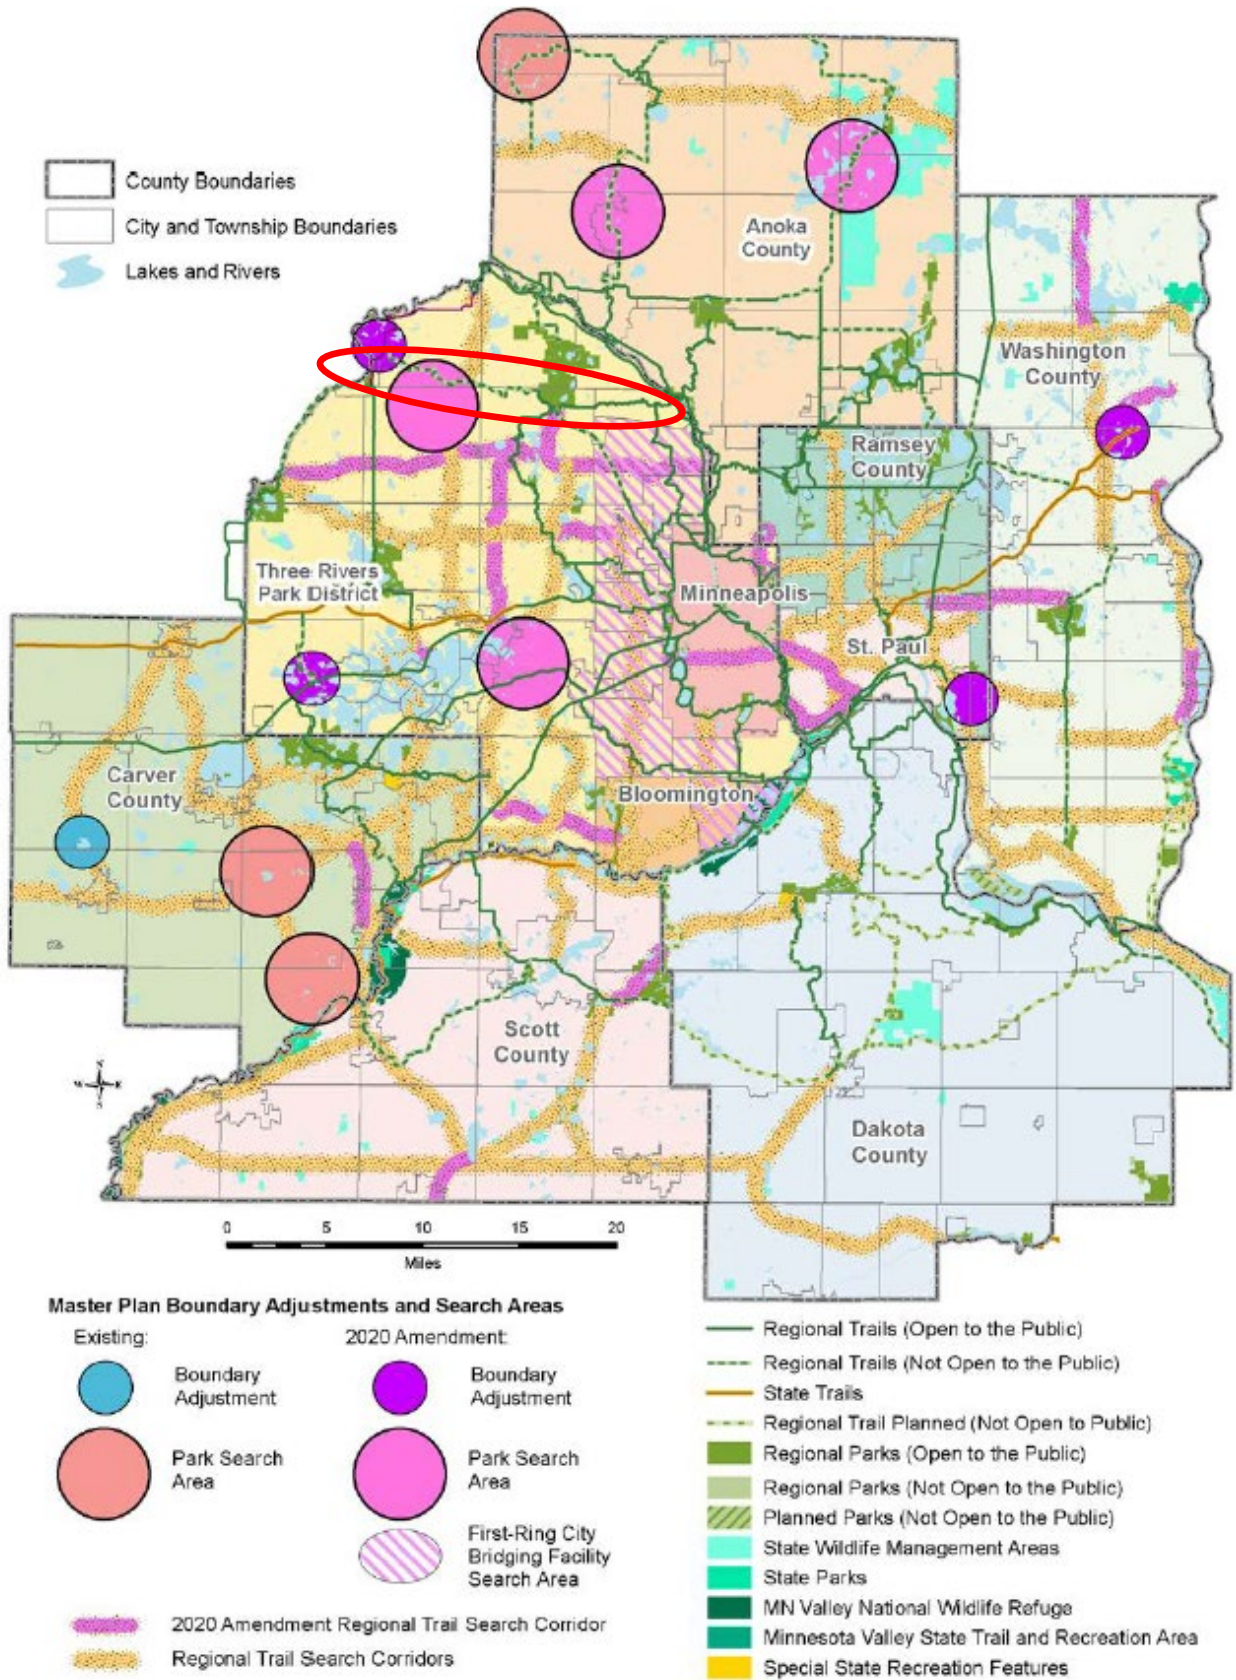 County Boundaries
City and Township Boundaries
Lakes and Rivers
Anoka
County
Washington
County
Ramsey
County
Three Rivers
Park District
Minneapolis
St. Paul
Carver
County
Bloomington
Scott
County
Dakota
County
N
W
E
S
0 5 10 15 20
Miles
Master Plan Boundary Adjustments and Search Areas
Existing:
Boundary
Adjustment
Park Search
Area
2020 Amendment:
Boundary
Adjustment
Park Search
Area
First-Ring City
Bridging Facility
Search Area
2020 Amendment Regional Trail Search Corridor
Regional Trail Search Corridors
Regional Trails (Open to the Public)
Regional Trails (Not Open to the Public)
State Trails
Regional Trail Planned (Not Open to Public)
Regional Parks (Open to the Public)
Regional Parks (Not Open to the Public)
Planned Parks (Not Open to the Public)
State Wildlife Management Areas
State Parks
MN Valley National Wildlife Refuge
Minnesota Valley State Trail and Recreation Area
Special State Recreation Features